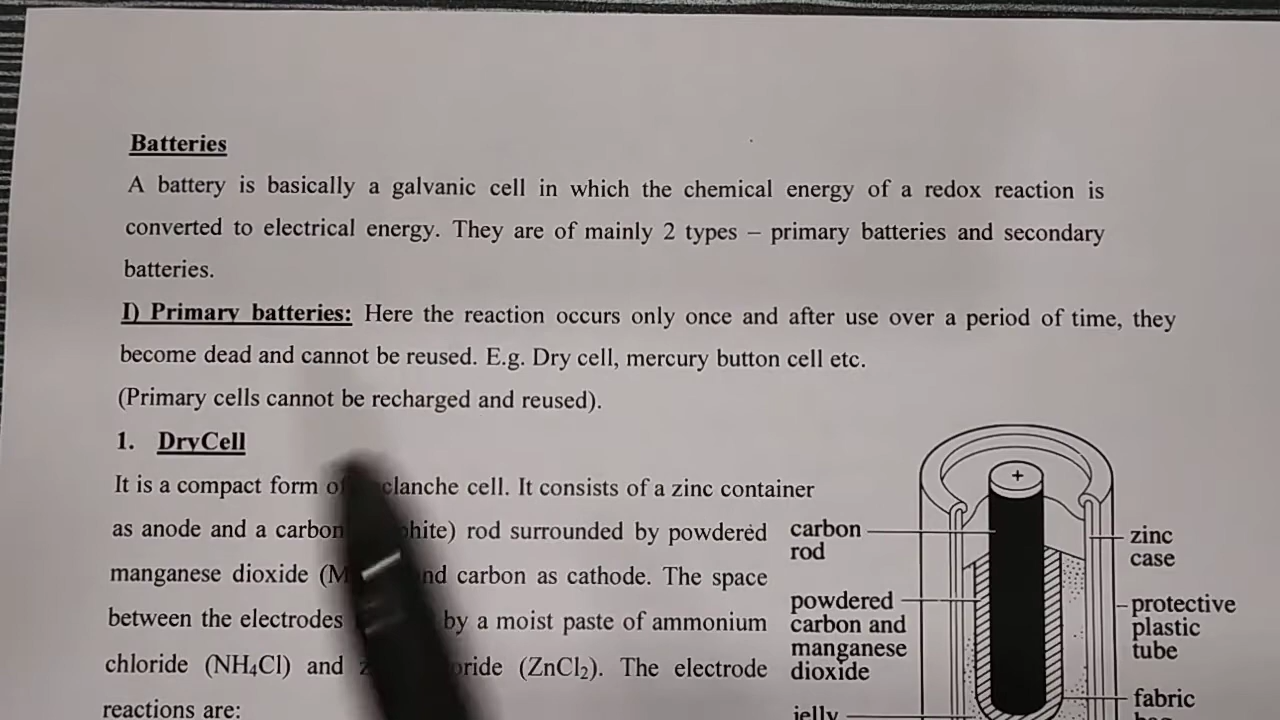 Batteries
A battery is basically a galvanic cell in which the chemical energy of a redox reaction is
converted to electrical energy. They are of mainly 2 types – primary batteries and secondary
batteries.
I) Primary batteries: Here the reaction occurs only once and after use over a period of time, they
become dead and cannot be reused. E.g. Dry cell, mercury button cell etc.
(Primary cells cannot be recharged and reused).
1. Dry Cell
It is a compact form clanche cell. It consists of a zinc container
as anode and a carbon hite) rod surrounded by powdered
manganese dioxide (M nd carbon as cathode. The space
between the electrodes by a moist paste of ammonium
chloride (NH₄Cl) and oride (ZnCl₂). The electrode
reactions are:
+
carbon
rod
powdered
carbon and
manganese
dioxide
jelly
zinc
case
protective
plastic
tube
fabric